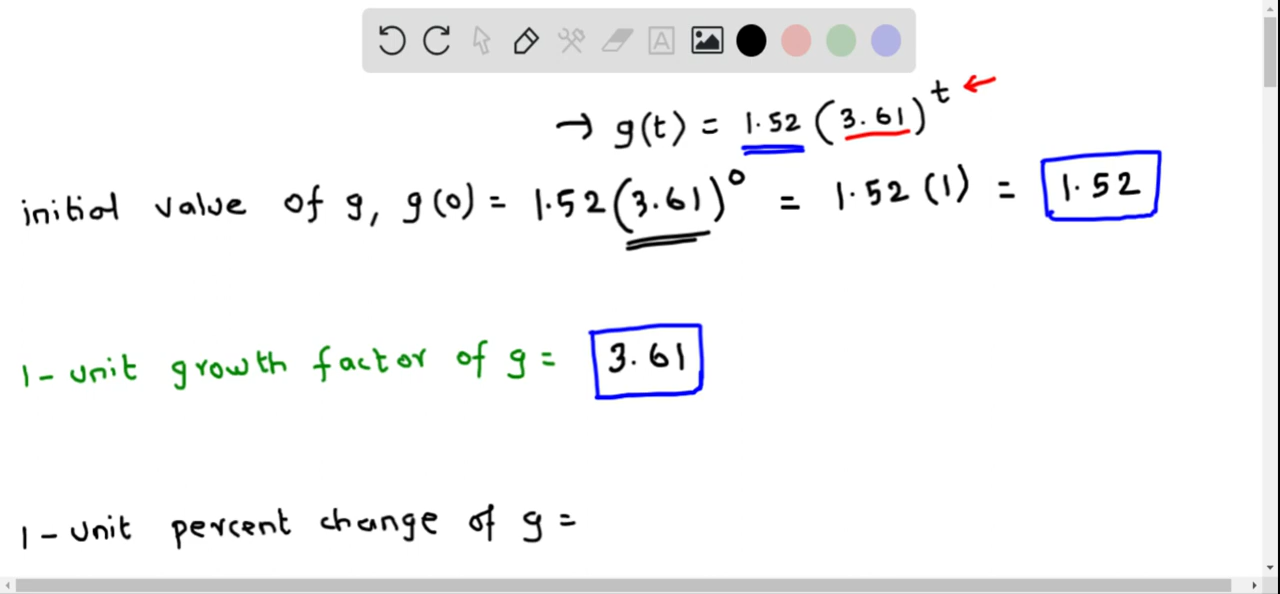 → g(t) = 1.52 (3.61)^t ←
initial value of g, g(0) = 1.52 (3.61)^0 = 1.52 (1) = 1.52
1 - unit growth factor of g = 3.61
1 - unit percent change of g =